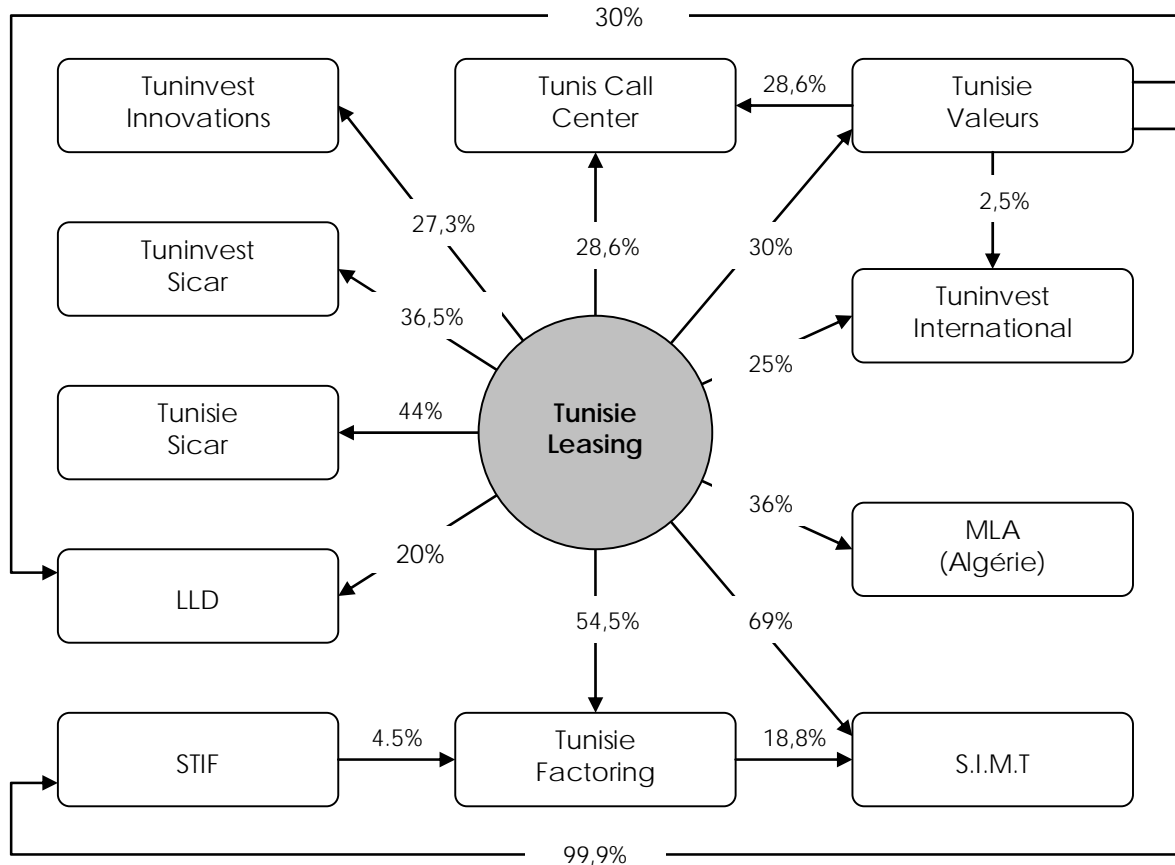 30%
Tuninvest
Innovations
Tunis Call
Center
28,6%
Tunisie
Valeurs
2,5%
27,3%
28,6%
30%
Tuninvest
Sicar
Tuninvest
International
36,5%
25%
Tunisie
Sicar
44%
Tunisie
Leasing
36%
MLA
(Algérie)
20%
LLD
54,5%
69%
STIF
4.5%
Tunisie
Factoring
18,8%
S.I.M.T
99,9%